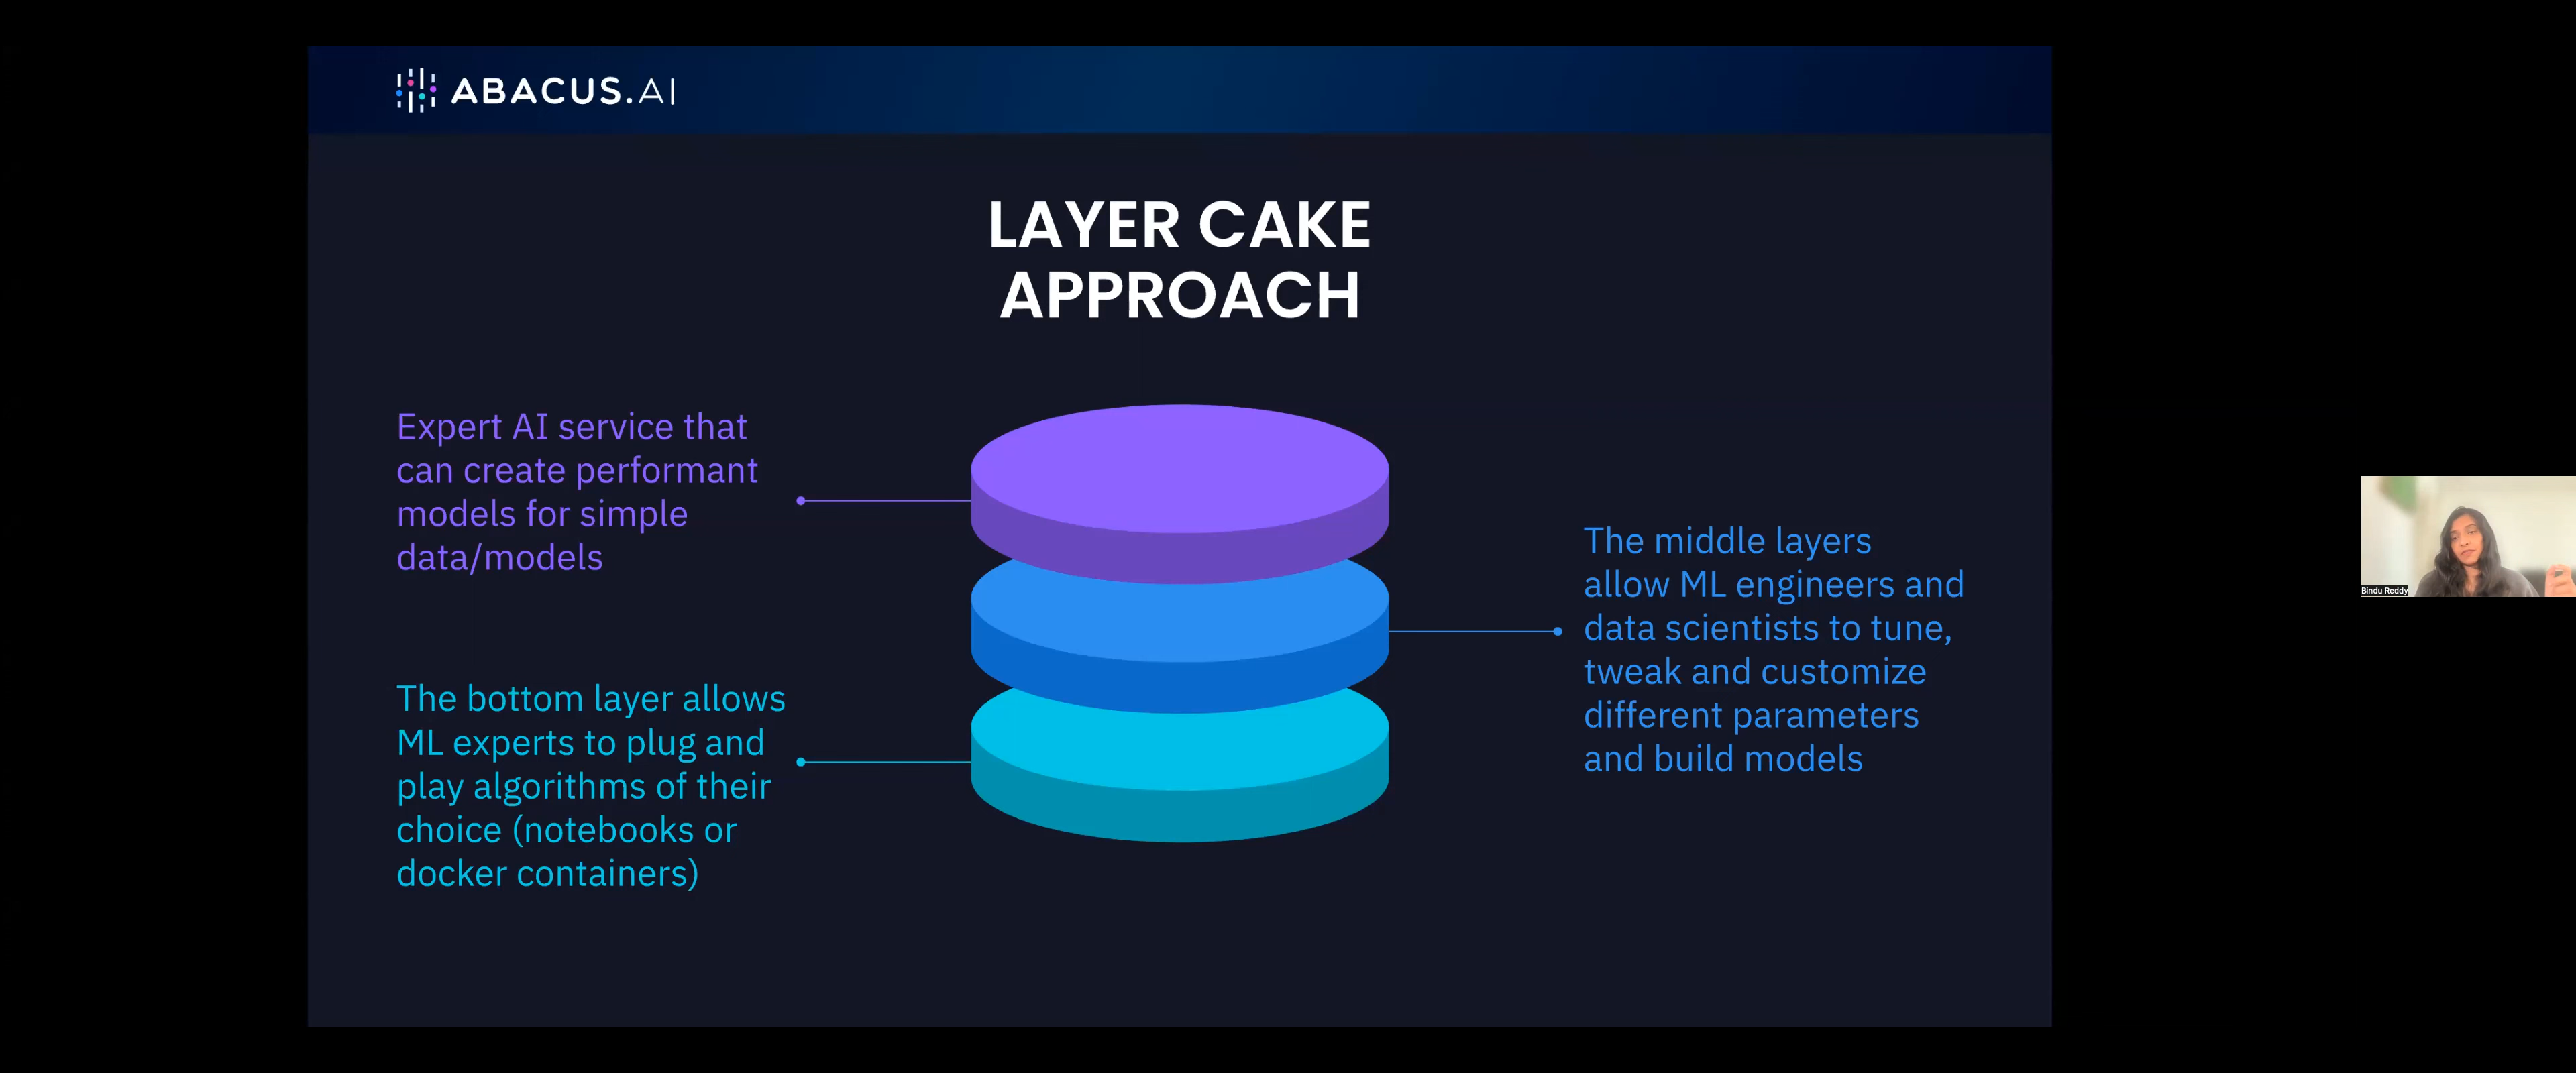 ABACUS.AI
LAYER CAKE
APPROACH
Expert AI service that
can create performant
models for simple
data/models
The middle layers
allow ML engineers and
data scientists to tune,
tweak and customize
different parameters
and build models
The bottom layer allows
ML experts to plug and
play algorithms of their
choice (notebooks or
docker containers)
Bindu Reddy